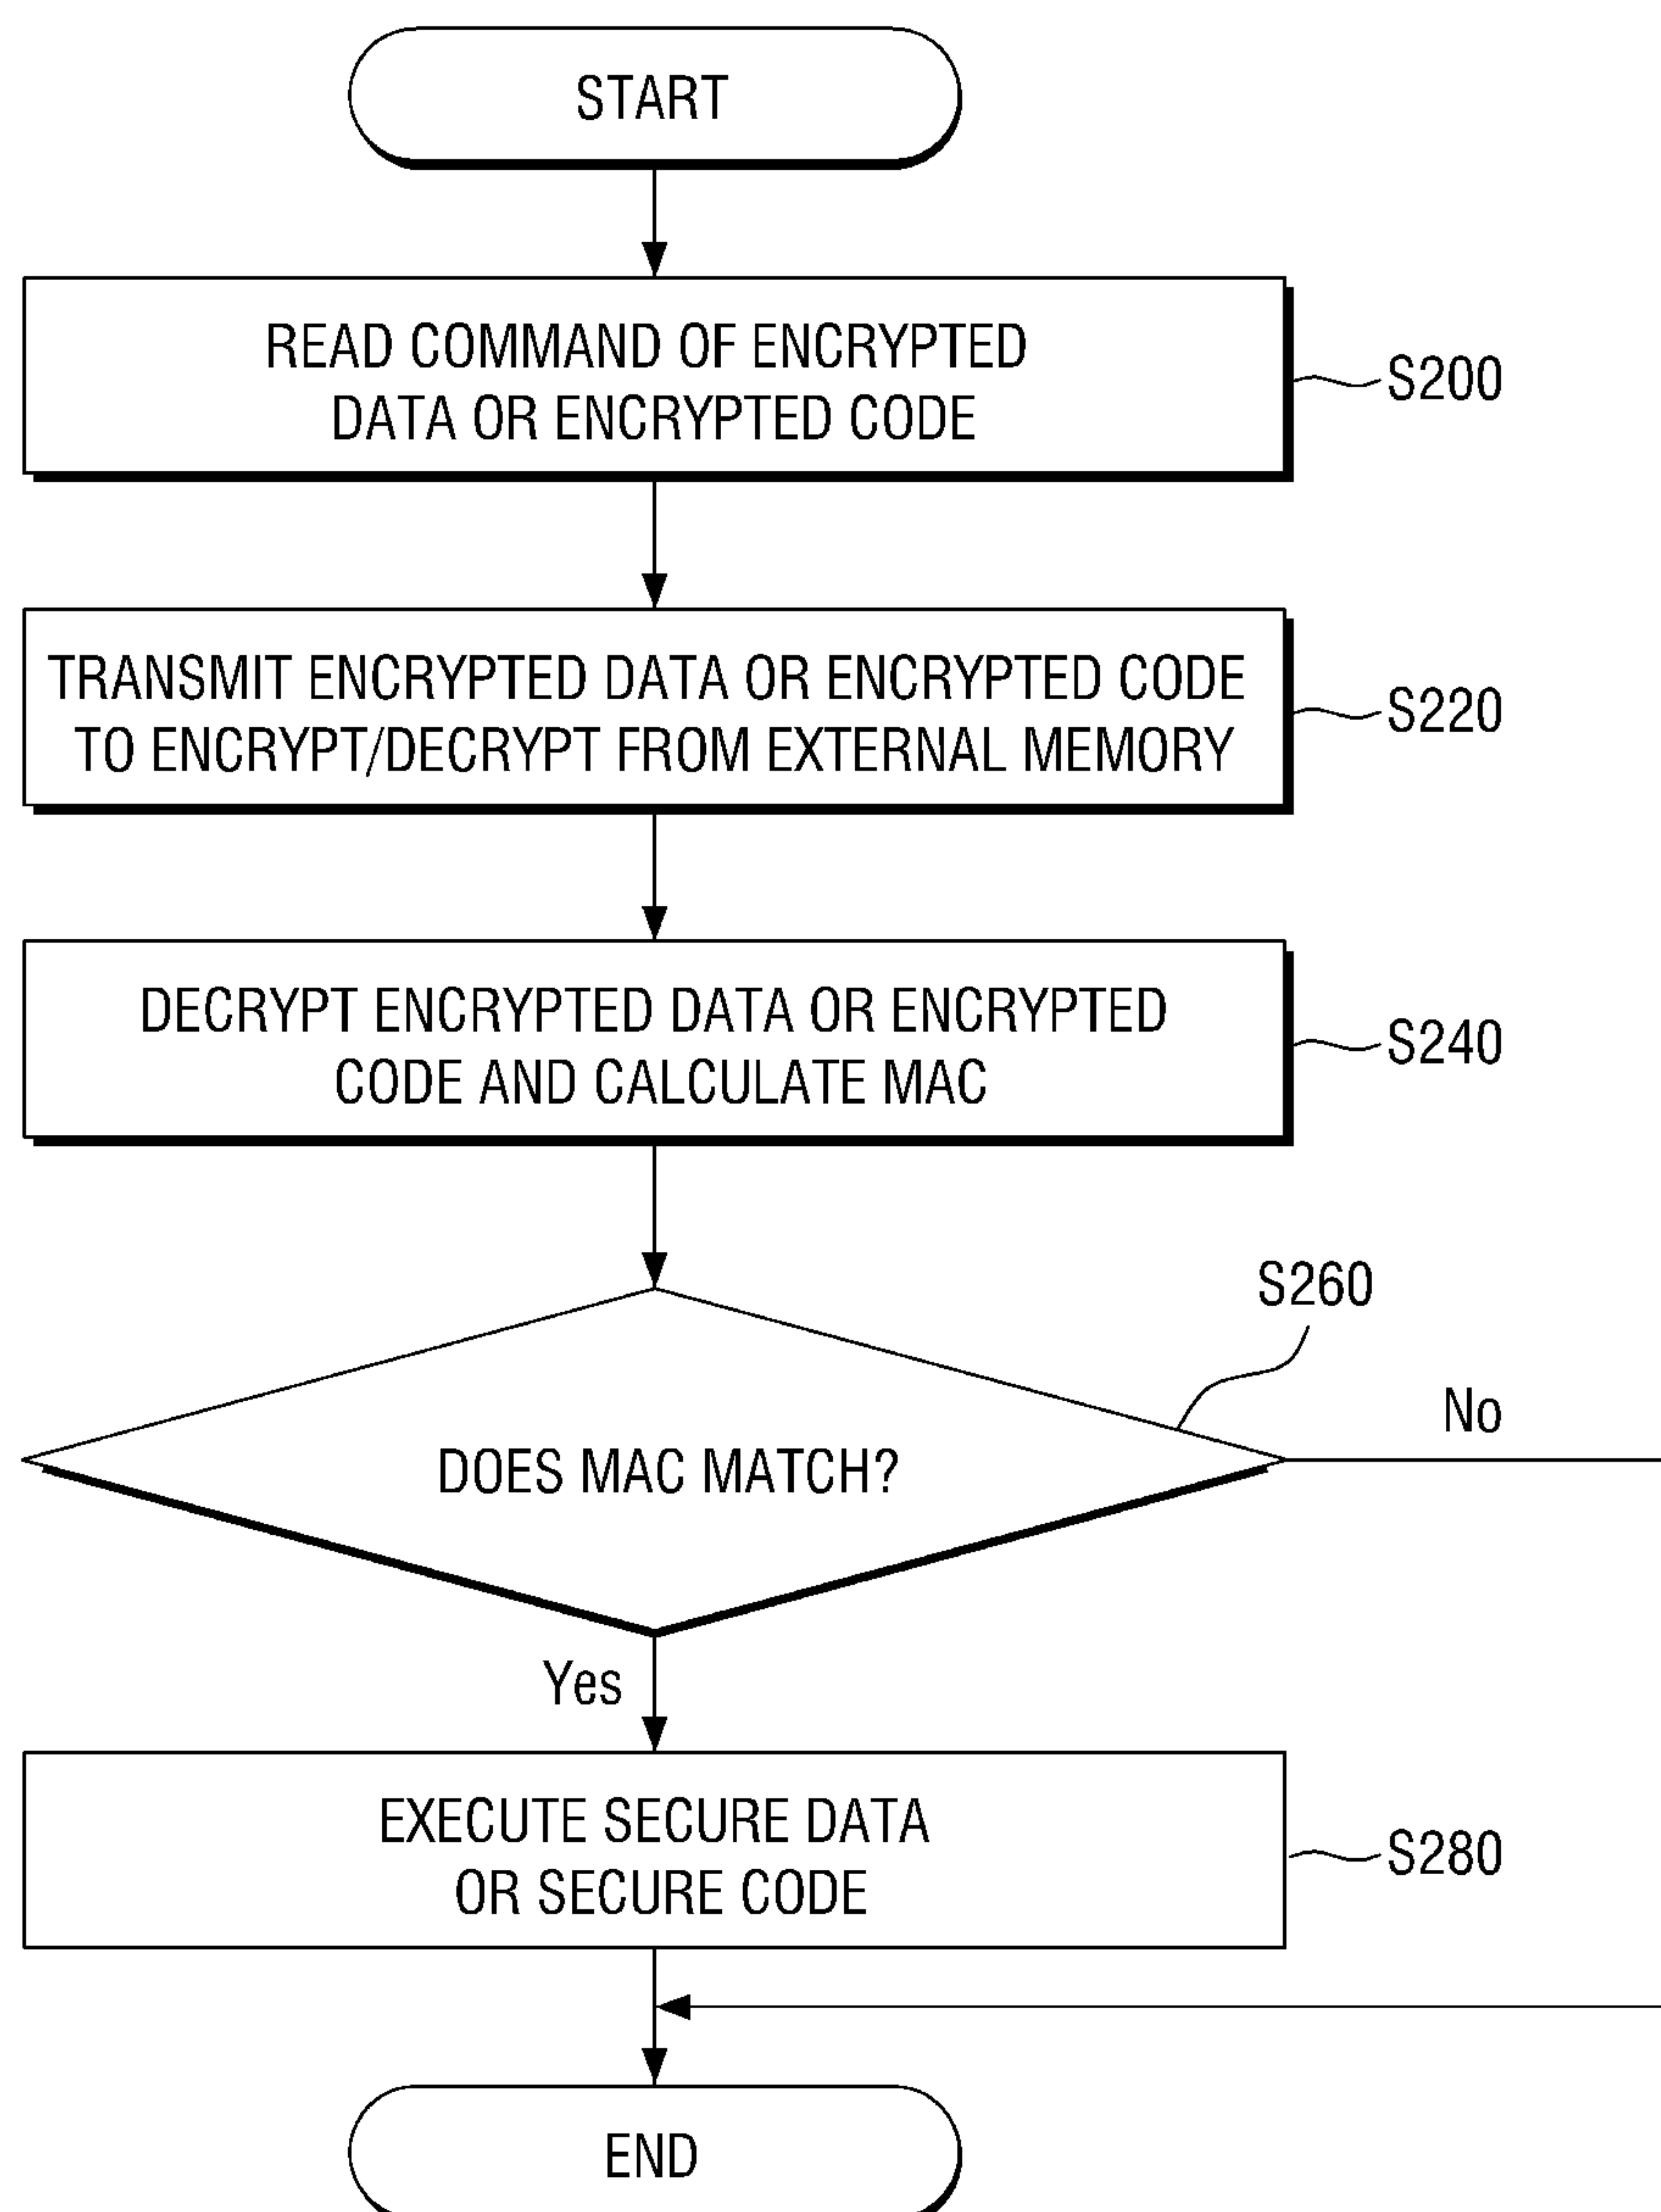 START
READ COMMAND OF ENCRYPTED
DATA OR ENCRYPTED CODE
S200
TRANSMIT ENCRYPTED DATA OR ENCRYPTED CODE
TO ENCRYPT/DECRYPT FROM EXTERNAL MEMORY
S220
DECRYPT ENCRYPTED DATA OR ENCRYPTED
CODE AND CALCULATE MAC
S240
S260
No
DOES MAC MATCH?
Yes
EXECUTE SECURE DATA
OR SECURE CODE
S280
END